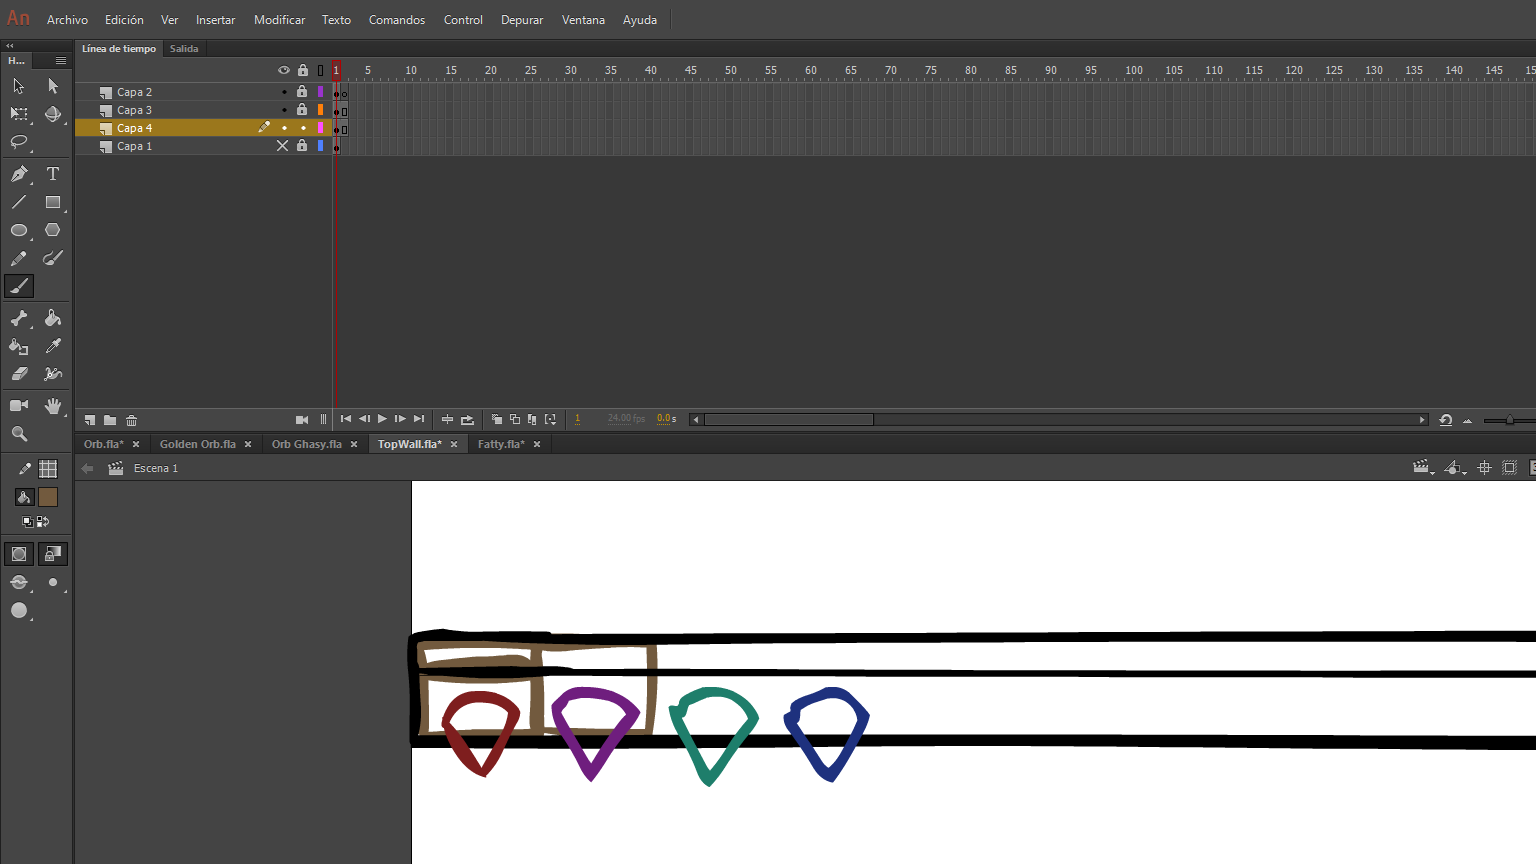 An Archivo Edición Ver Insertar Modificar Texto Comandos Control Depurar Ventana Ayuda
Línea de tiempo Salida
H...
1 5 10 15 20 25 30 35 40 45 50 55 60 65 70 75 80 85 90 95 100 105 110 115 120 125 130 135 140 145 15
Capa 2
Capa 3
Capa 4
Capa 1
T
1 24.00 fps 0.0 s
Orb.fla* Golden Orb.fla Orb Ghasy.fla TopWall.fla* Fatty.fla*
Escena 1